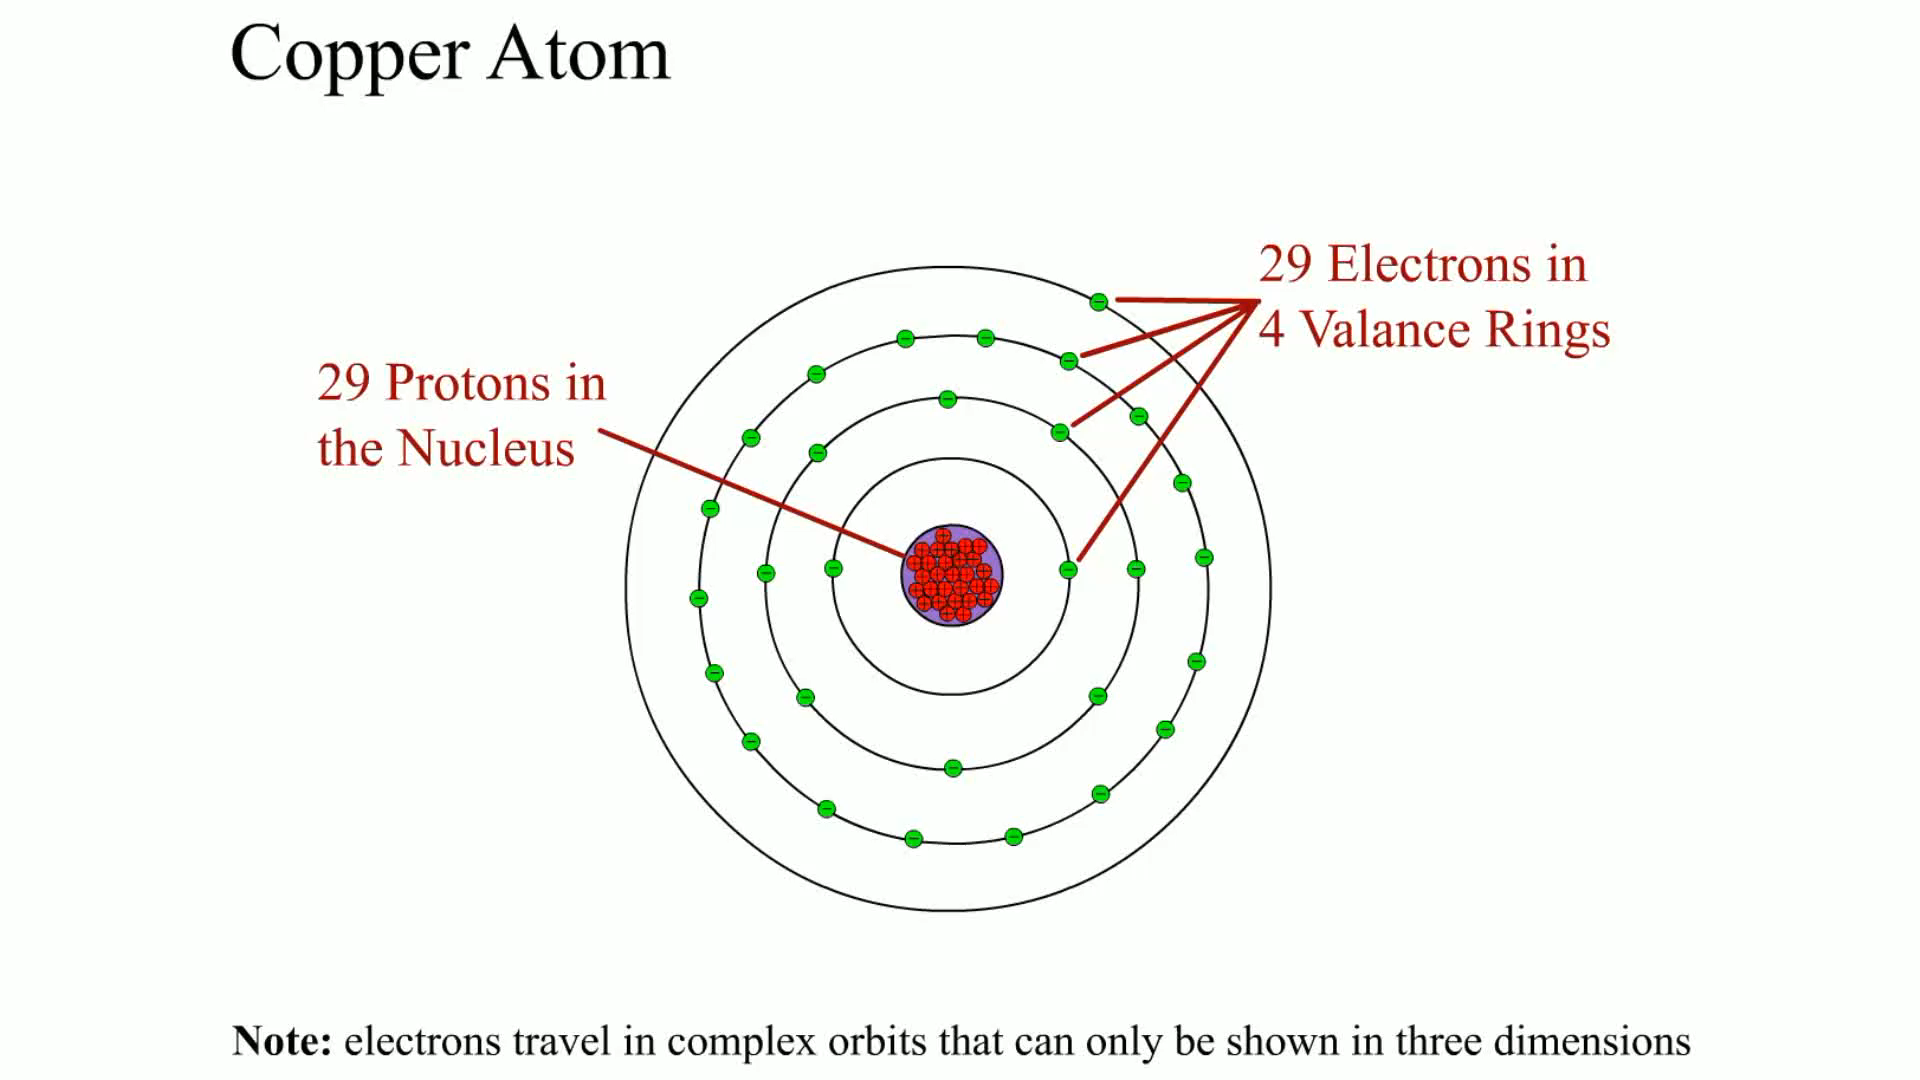 Copper Atom
29 Electrons in
4 Valance Rings
29 Protons in
the Nucleus
Note: electrons travel in complex orbits that can only be shown in three dimensions